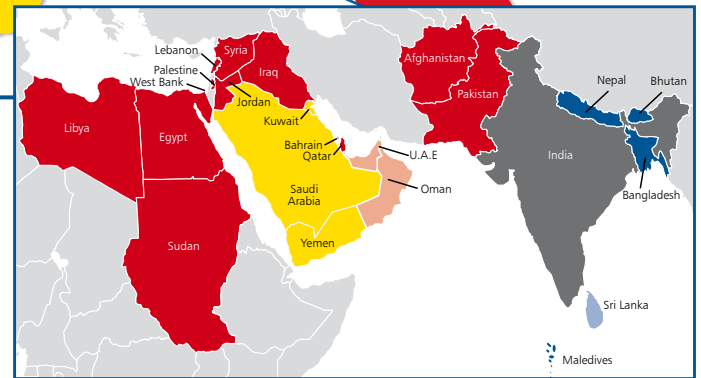 Lebanon
Syria
Palestine
West Bank
Iraq
Jordan
Kuwait
Libya
Egypt
Bahrain
Qatar
U.A.E
Saudi
Arabia
Oman
Yemen
Sudan
Afghanistan
Pakistan
Nepal
Bhutan
India
Bangladesh
Sri Lanka
Maledives